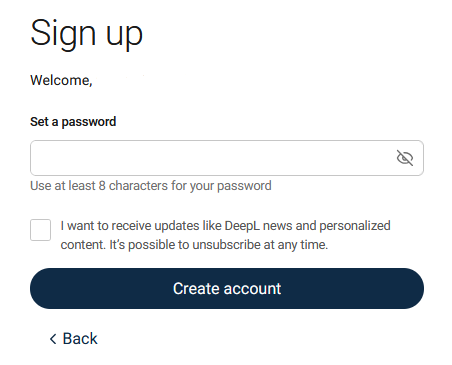 Sign up
Welcome,
Set a password
Use at least 8 characters for your password
I want to receive updates like DeepL news and personalized
content. It's possible to unsubscribe at any time.
Create account
Back